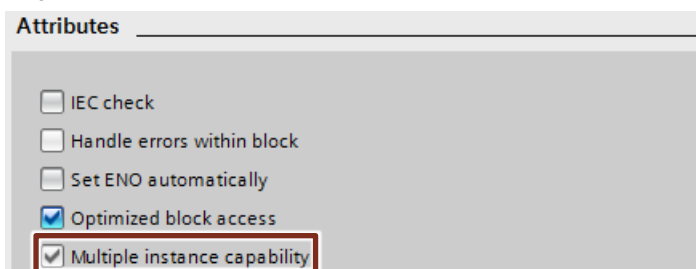 Attributes
IEC check
Handle errors within block
Set ENO automatically
Optimized block access
Multiple instance capability